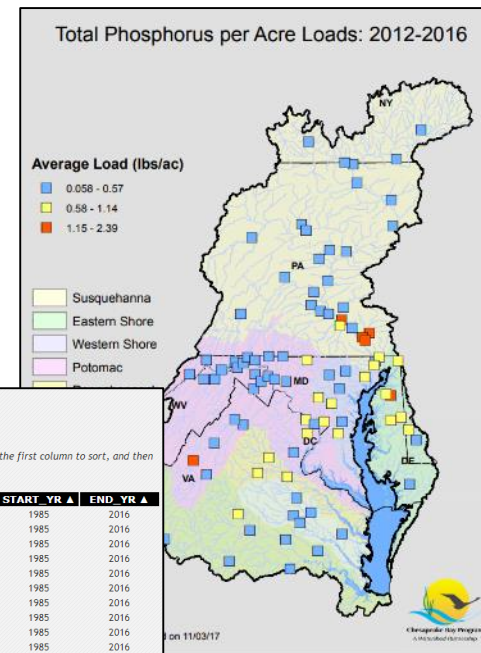 Total Phosphorus per Acre Loads: 2012-2016
NY
Average Load (lbs/ac)
0.058 - 0.57
0.58 - 1.14
1.15 - 2.39
PA
Susquehanna
Eastern Shore
Western Shore
Potomac
MD
WV
DC
DE
VA
the first column to sort, and then
START_YR ▲ END_YR ▲
1985 2016
1985 2016
1985 2016
1985 2016
1985 2016
1985 2016
1985 2016
1985 2016
1985 2016
1985 2016
d on 11/03/17
Chesapeake Bay Program
A Watershed Partnership